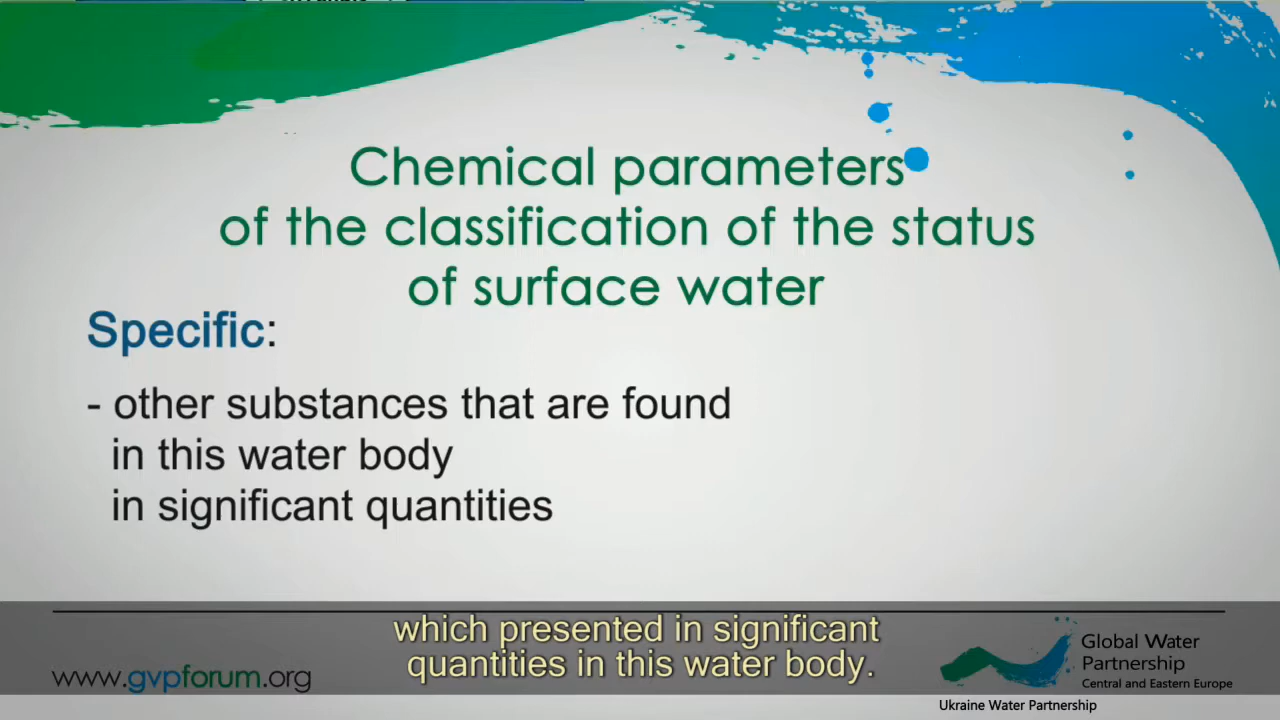 Chemical parameters
of the classification of the status
of surface water
Specific:
- other substances that are found
in this water body
in significant quantities
which presented in significant
quantities in this water body.
www.gvpforum.org
Global Water
Partnership
Central and Eastern Europe
Ukraine Water Partnership